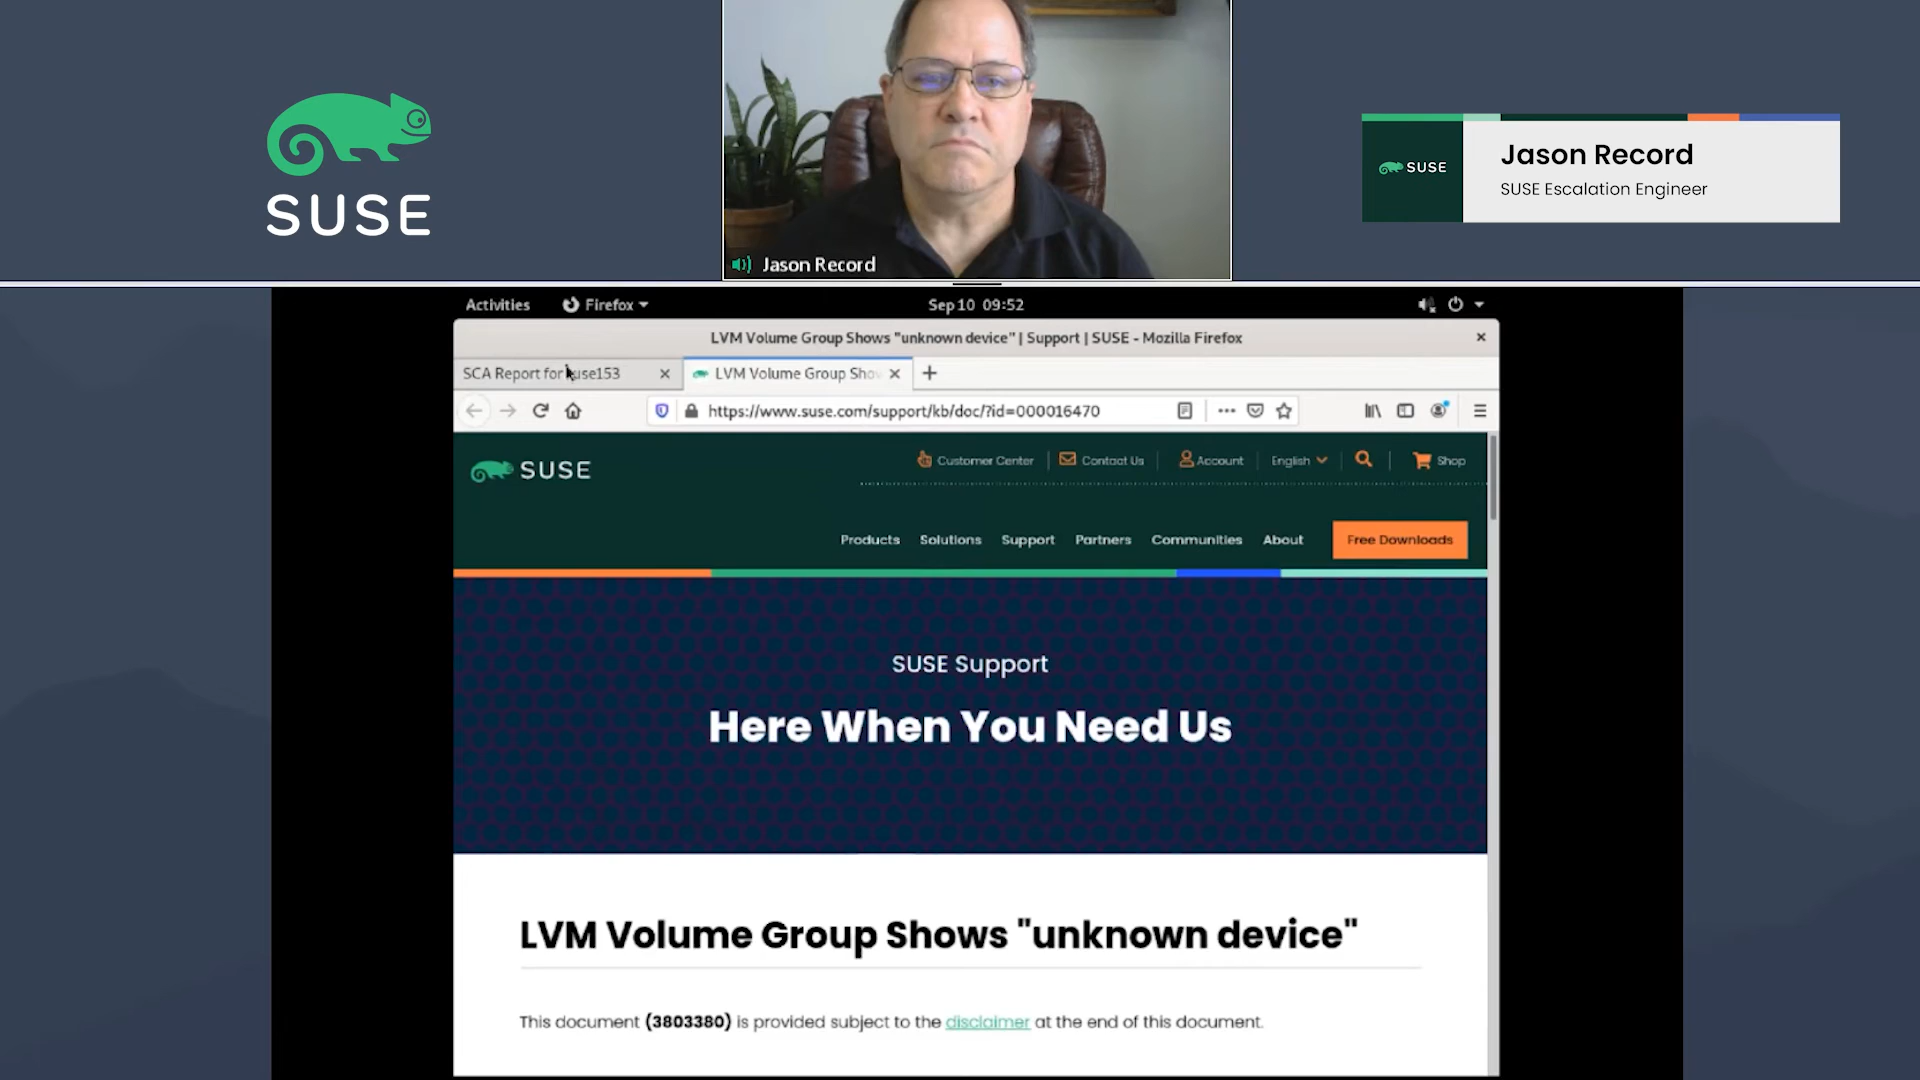 SUSE
Jason Record
SUSE
Jason Record
SUSE Escalation Engineer
Activities
Firefox
Sep 10 09:52
LVM Volume Group Shows "unknown device" | Support | SUSE - Mozilla Firefox
SCA Report for suse153
LVM Volume Group Shov
https://www.suse.com/support/kb/doc/?id=000016470
SUSE
Customer Center
Contact Us
Account
English
Shop
Products
Solutions
Support
Partners
Communities
About
Free Downloads
SUSE Support
Here When You Need Us
LVM Volume Group Shows "unknown device"
This document (3803380) is provided subject to the disclaimer at the end of this document.